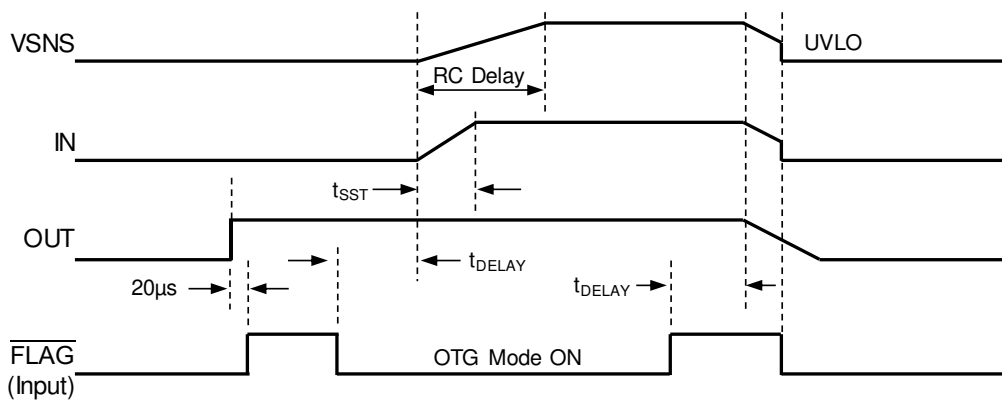 VSNS
UVLO
RC Delay
IN
tSST
OUT
tDELAY
20µs
tDELAY
FLAG
(Input)
OTG Mode ON